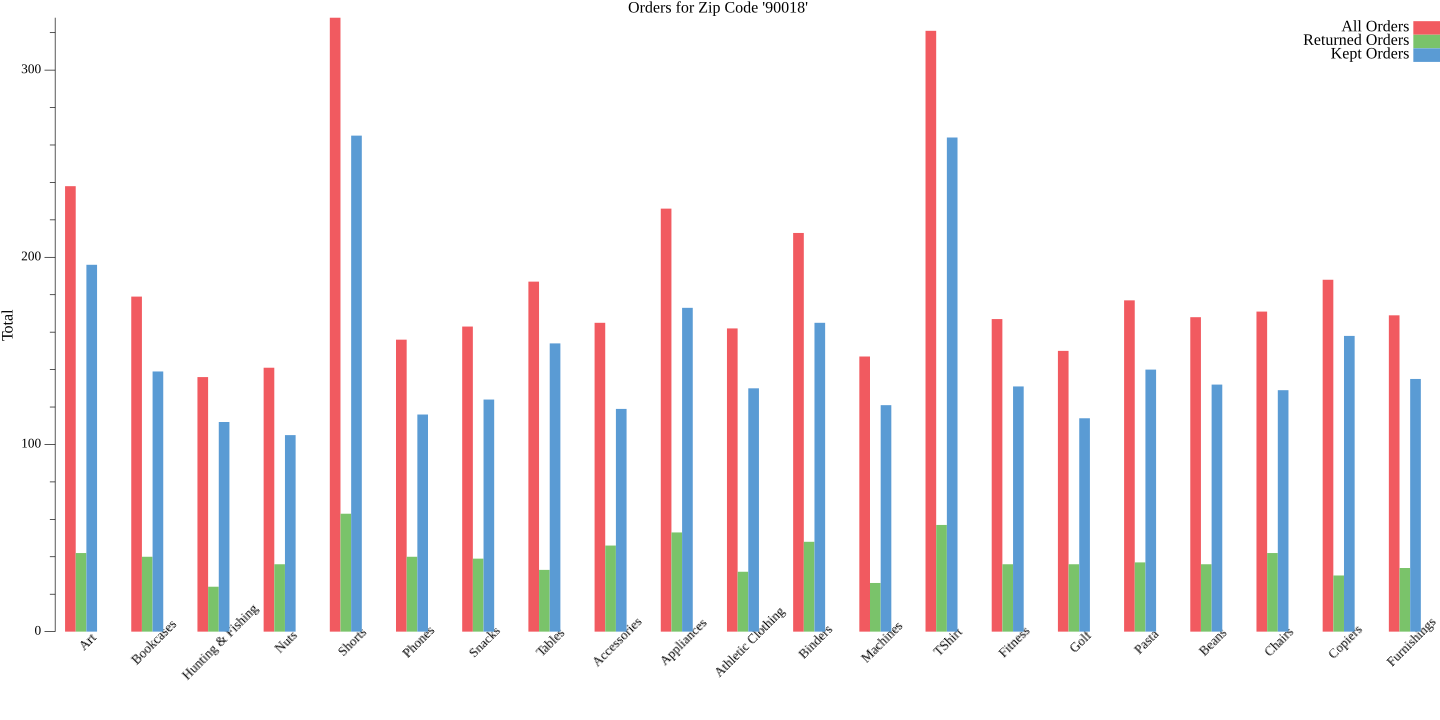 Orders for Zip Code '90018'
All Orders
Returned Orders
Kept Orders
Total
300
200
100
0
Art
Bookcases
Hunting & Fishing
Nuts
Shorts
Phones
Snacks
Tables
Accessories
Appliances
Athletic Clothing
Binders
Machines
TShirt
Fitness
Golf
Pasta
Beans
Chairs
Copiers
Furnishings